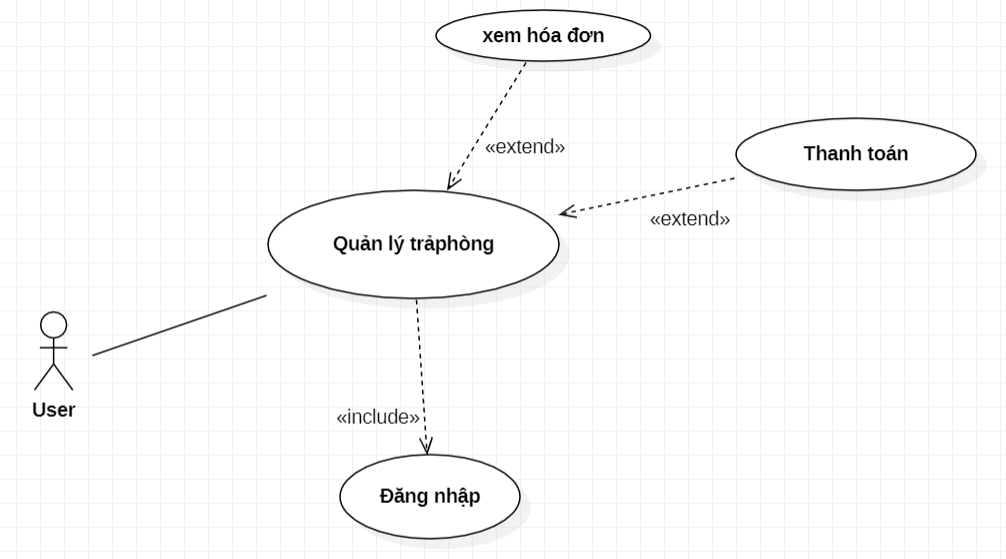 xem hóa đơn
«extend»
Thanh toán
«extend»
Quản lý trảphòng
User
«include»
Đăng nhập